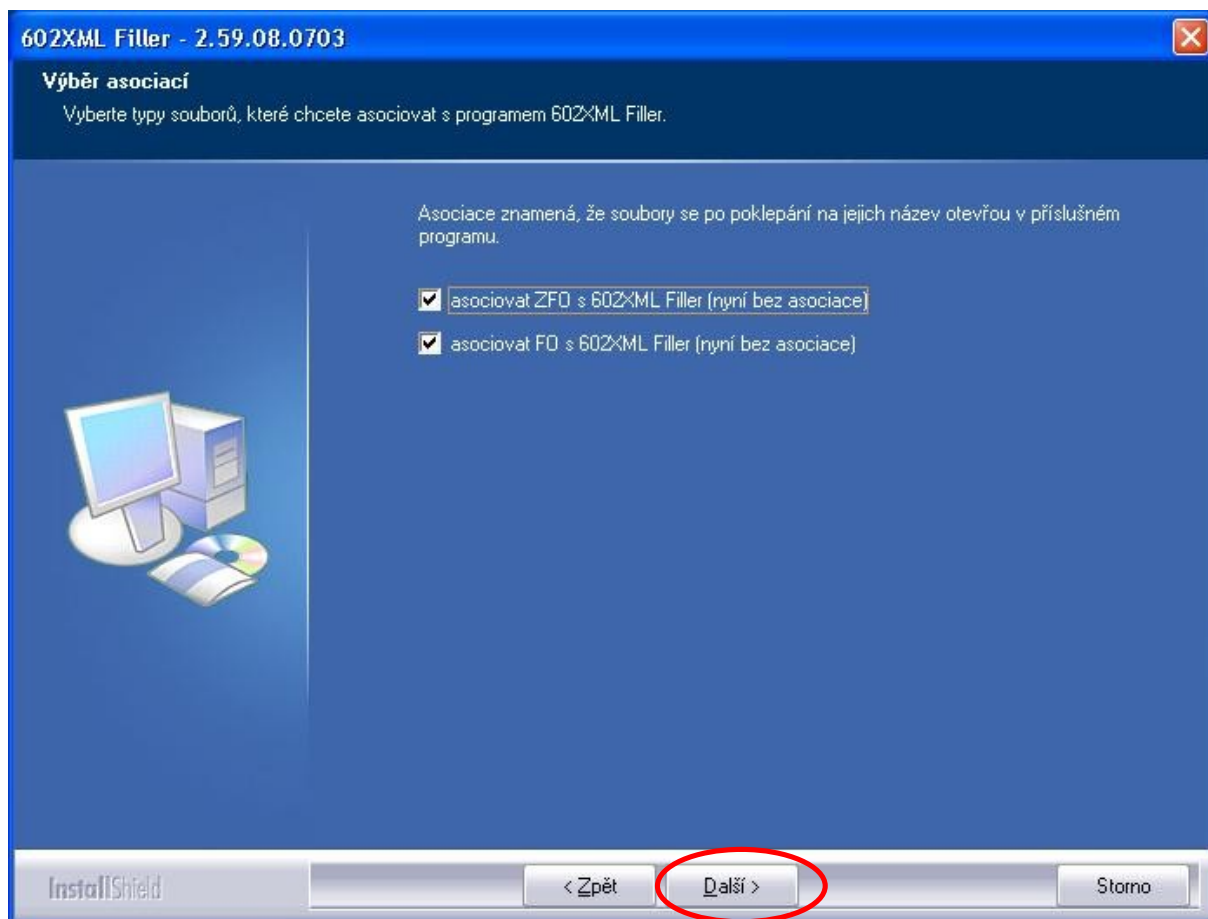 602XML Filler - 2.59.08.0703
Výběr asociací
Vyberte typy souborů, které chcete asociovat s programem 602XML Filler.
Asociace znamená, že soubory se po poklepání na jejich název otevřou v příslušném
programu.
asociovat ZFO s 602XML Filler (nyní bez asociace)
asociovat FO s 602XML Filler (nyní bez asociace)
InstallShield
< Zpět
Další >
Storno